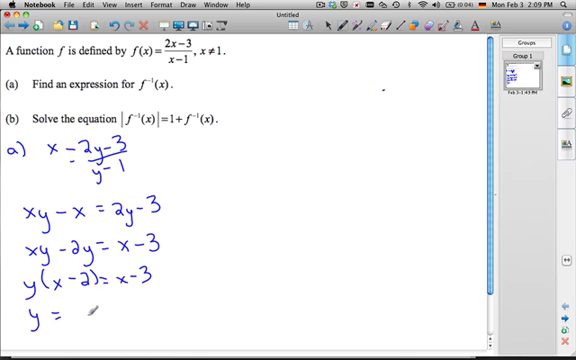 Notebook File Edit View Insert Format Draw Window Help (0:04) Mon Feb 3 2:09 PM
Untitled
A function f is defined by f(x) = (2x−3)/(x−1), x ≠ 1.
(a) Find an expression for f⁻¹(x).
(b) Solve the equation |f⁻¹(x)| = 1 + f⁻¹(x).
a) x = (2y−3)/(y−1)
xy − x = 2y − 3
xy − 2y = x − 3
y(x − 2) = x − 3
y =
Groups
Group 1
Feb 3-1:43 PM